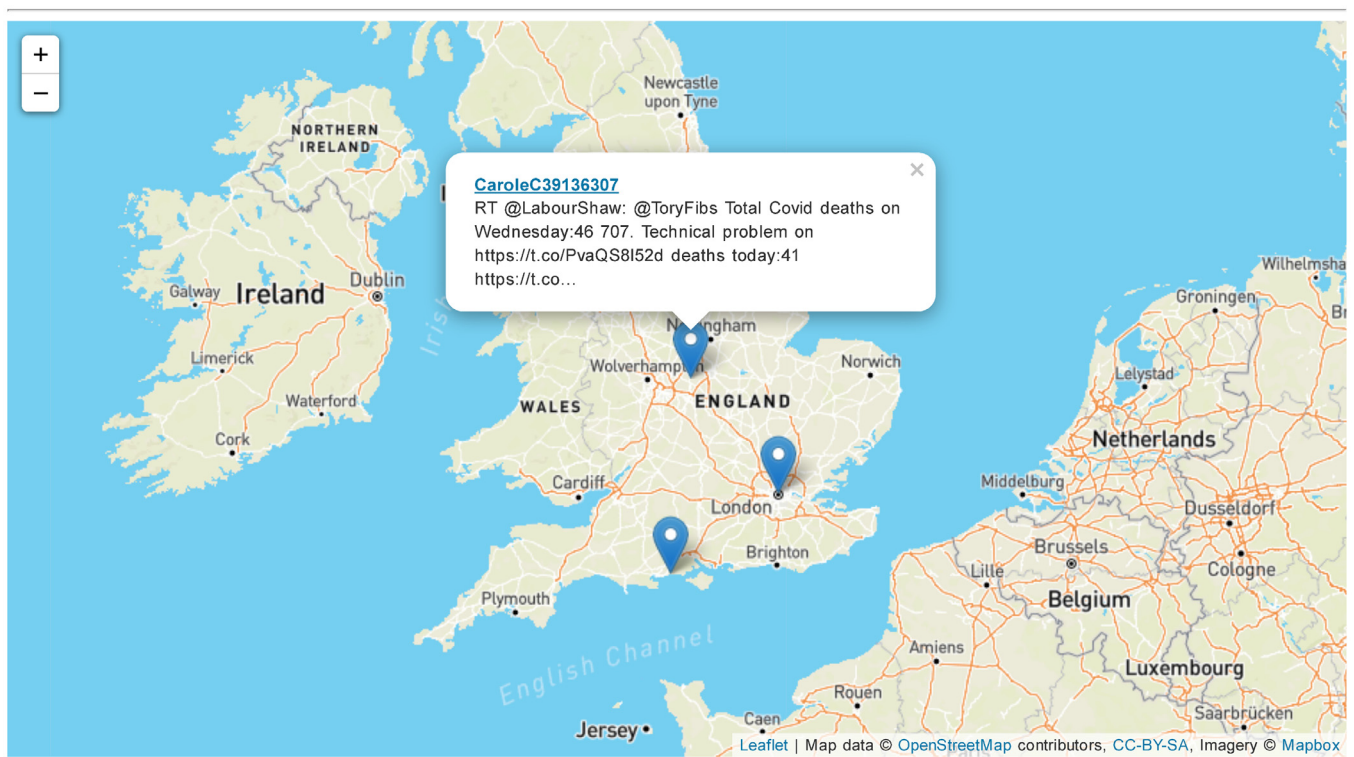 +
−
Newcastle
upon Tyne
NORTHERN
IRELAND
×
CaroleC39136307
RT @LabourShaw: @ToryFibs Total Covid deaths on
Wednesday:46 707. Technical problem on
https://t.co/PvaQS8I52d deaths today:41
https://t.co…
Wilhelmsha
Dublin
Galway
Ireland
Groningen
Br
Limerick
Wolverhampt n
Norwich
Lelystad
Waterford
WALES
ENGLAND
Cork
Netherlands
Cardiff
Middelburg
London
Dusseldorf
Brighton
Brussels
Lille
Cologne
Plymouth
Belgium
English Channel
Amiens
Luxembourg
Rouen
Saarbrücken
Jersey
Caen
Leaflet | Map data © OpenStreetMap contributors, CC-BY-SA, Imagery © Mapbox